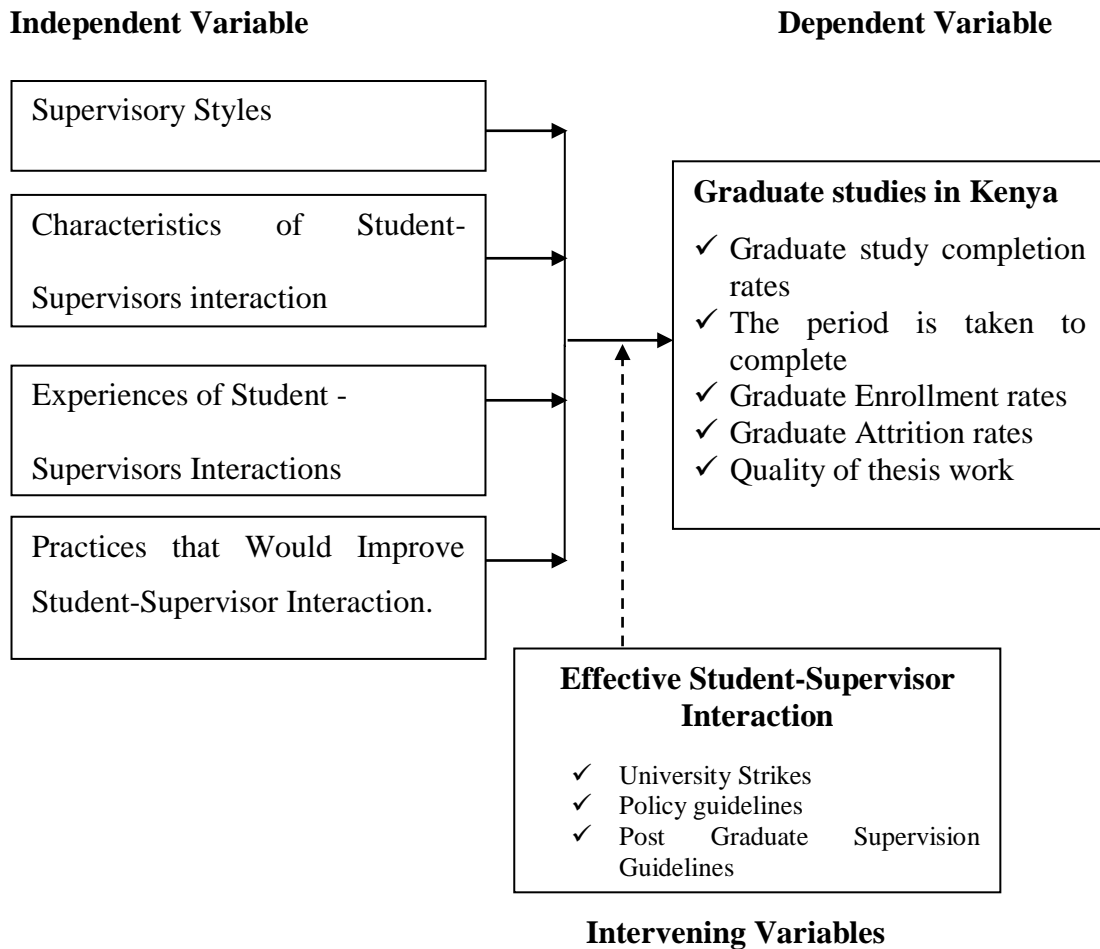 Independent Variable
Dependent Variable
Supervisory Styles
Characteristics of Student-
Supervisors interaction
Experiences of Student -
Supervisors Interactions
Practices that Would Improve
Student-Supervisor Interaction.
Graduate studies in Kenya
✓ Graduate study completion
rates
✓ The period is taken to
complete
✓ Graduate Enrollment rates
✓ Graduate Attrition rates
✓ Quality of thesis work
Effective Student-Supervisor
Interaction
✓ University Strikes
✓ Policy guidelines
✓ Post Graduate Supervision
Guidelines
Intervening Variables